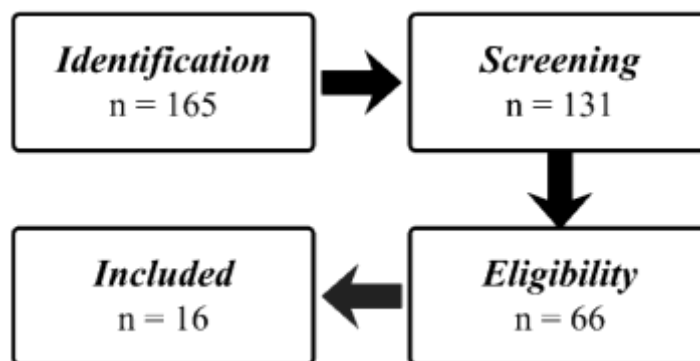 Identification
n = 165
Screening
n = 131
Eligibility
n = 66
Included
n = 16